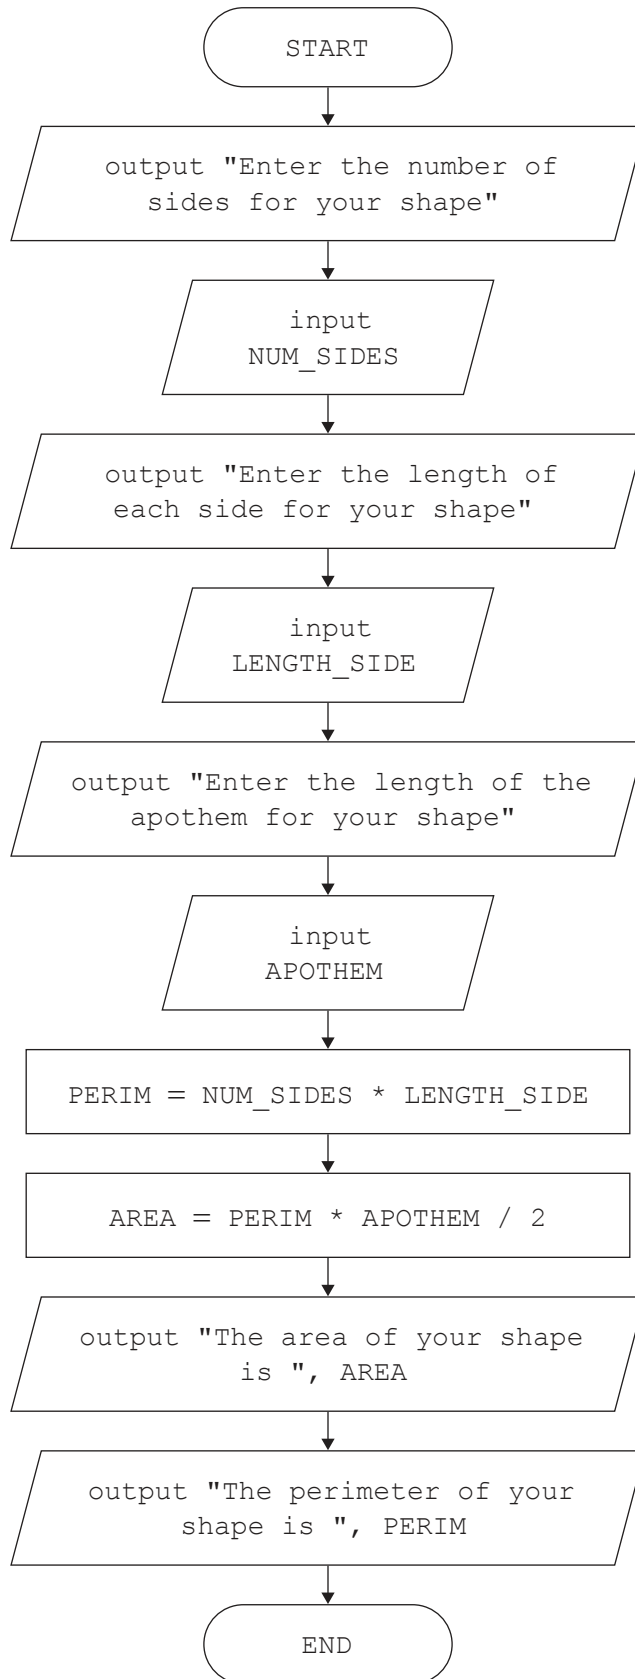 START
output "Enter the number of
sides for your shape"
input
NUM_SIDES
output "Enter the length of
each side for your shape"
input
LENGTH_SIDE
output "Enter the length of the
apothem for your shape"
input
APOTHEM
PERIM = NUM_SIDES * LENGTH_SIDE
AREA = PERIM * APOTHEM / 2
output "The area of your shape
is ", AREA
output "The perimeter of your
shape is ", PERIM
END